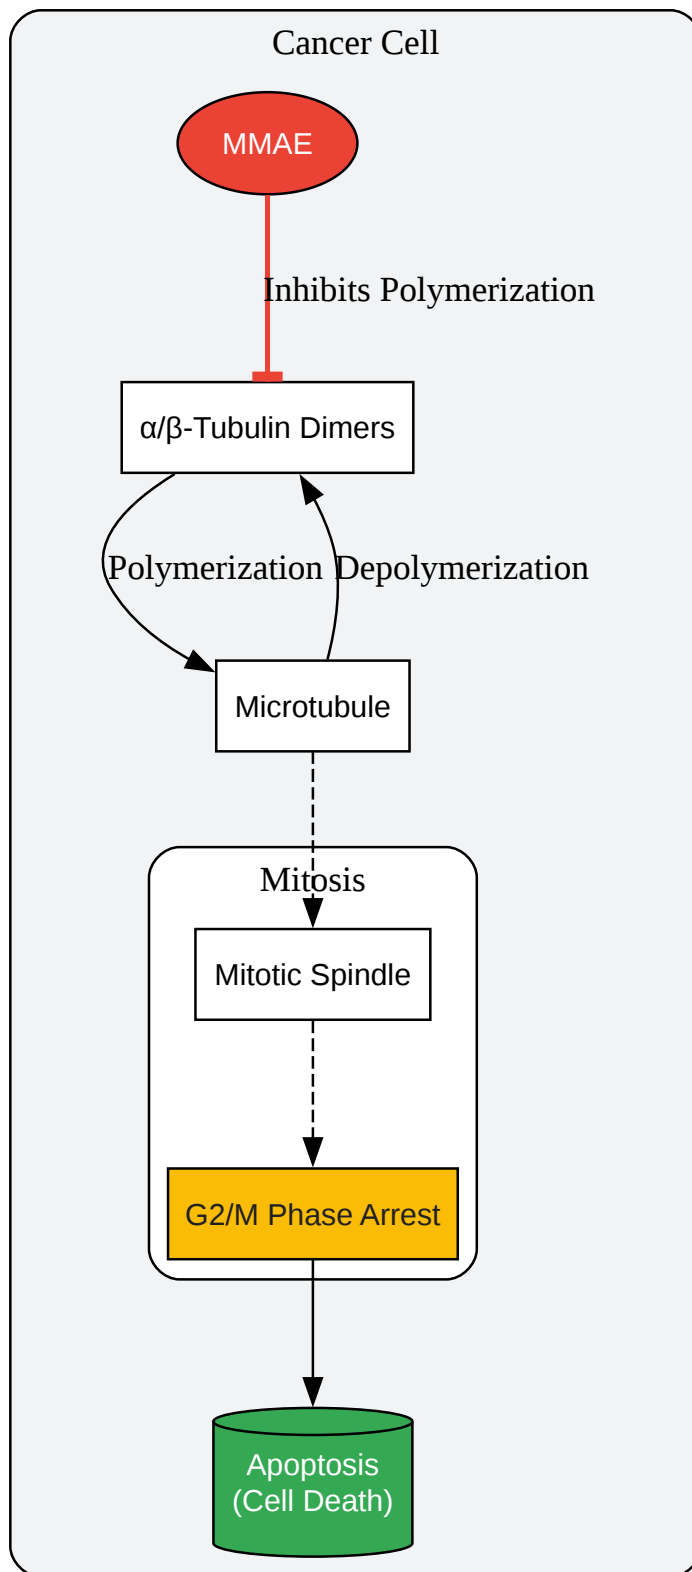 Cancer Cell
MMAE
Inhibits Polymerization
α/β-Tubulin Dimers
Polymerization
Depolymerization
Microtubule
Mitosis
Mitotic Spindle
G2/M Phase Arrest
Apoptosis
(Cell Death)